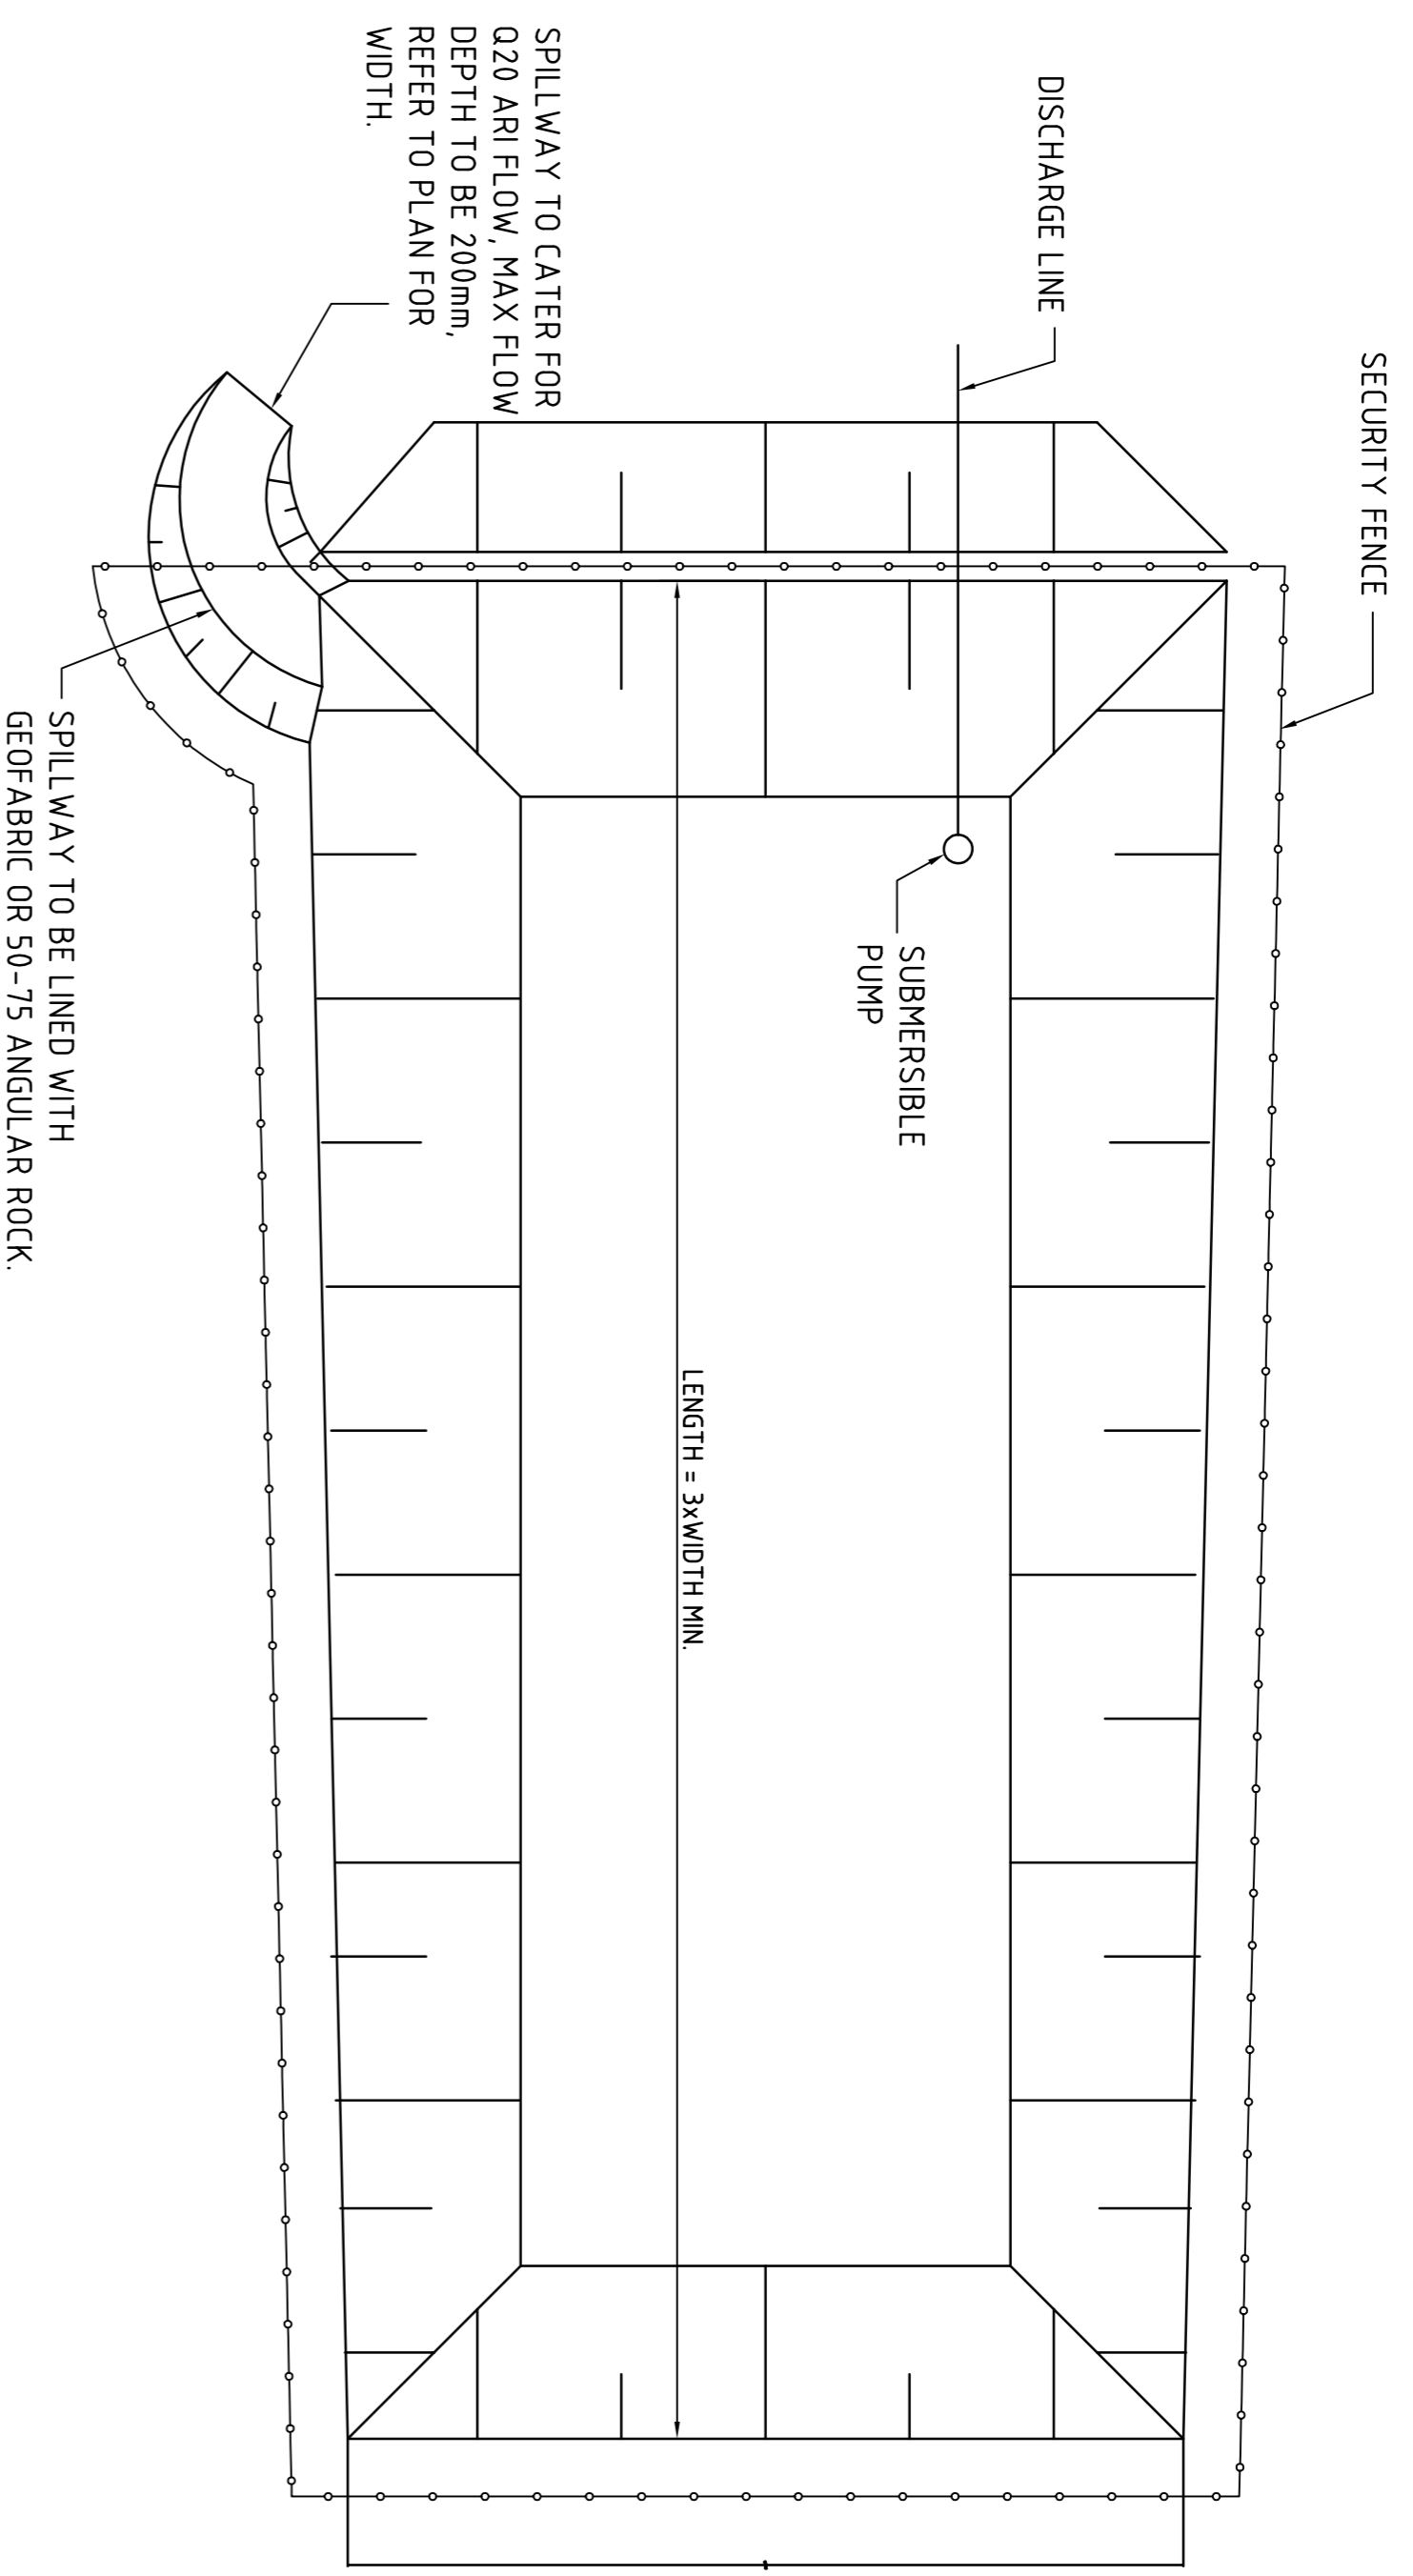 SECURITY FENCE
DISCHARGE LINE
SPILLWAY TO CATER FOR
Q20 ARI FLOW, MAX FLOW
DEPTH TO BE 200mm,
REFER TO PLAN FOR
WIDTH.
SUBMERSIBLE
PUMP
LENGTH = 3xWIDTH MIN.
SPILLWAY TO BE LINED WITH
GEOFABRIC OR 50-75 ANGULAR ROCK.